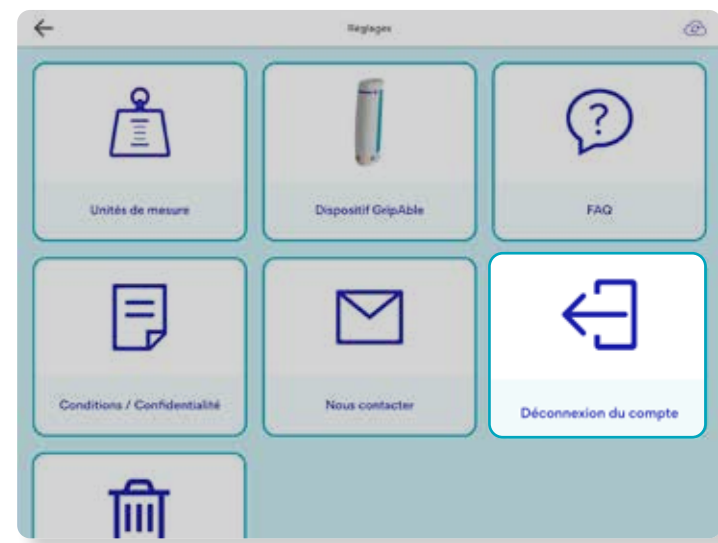 Réglages
Unités de mesure
Dispositif GripAble
FAQ
Conditions / Confidentialité
Nous contacter
Déconnexion du compte